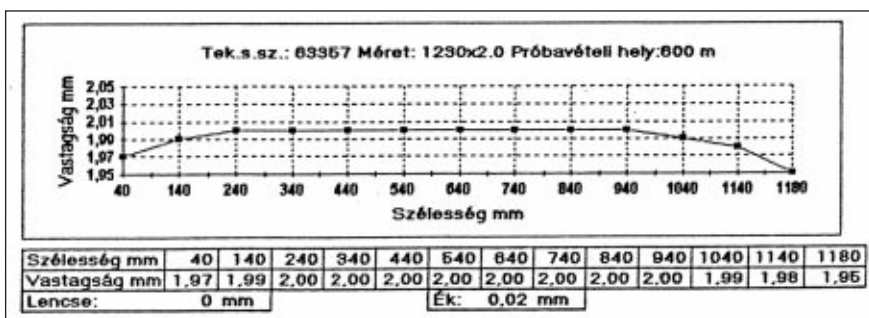 Tek.s.sz.: 63357 Méret: 1230x2.0 Próbavételi hely:600 m
Vastagság mm
2,05
2,03
2,01
1,90
1,97
1,95
40 140 240 340 440 540 640 740 840 940 1040 1140 1180
Szélesség mm
Szélesség mm 40 140 240 340 440 540 640 740 840 940 1040 1140 1180
Vastagság mm 1,97 1,99 2,00 2,00 2,00 2,00 2,00 2,00 2,00 2,00 1,99 1,98 1,95
Lencse: 0 mm Ék: 0,02 mm